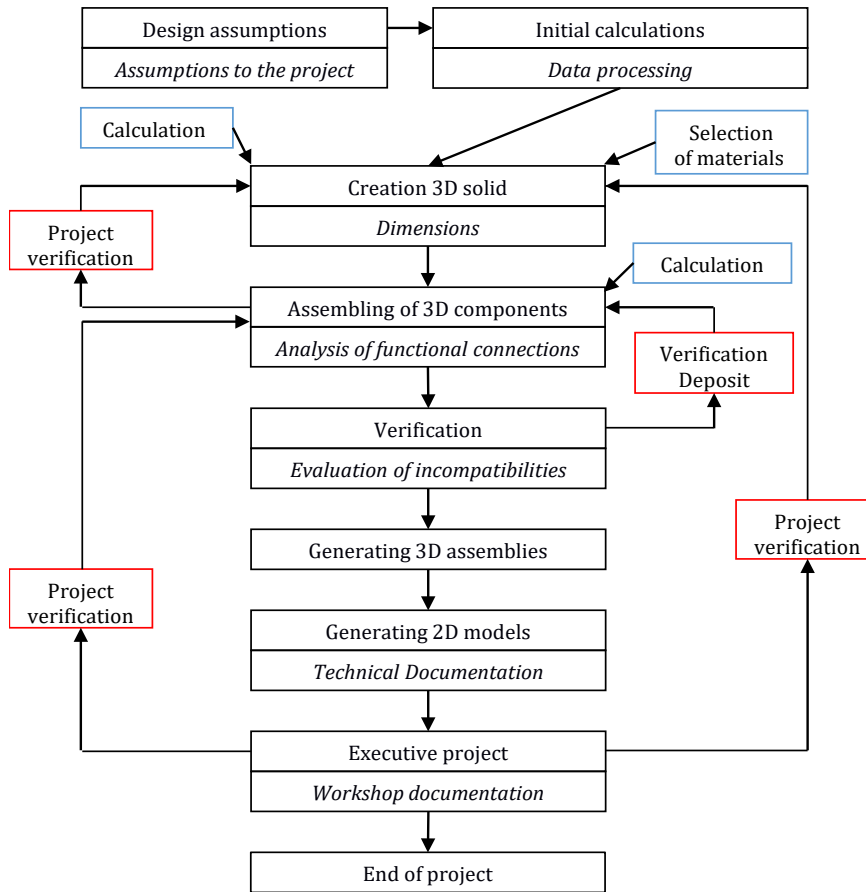 Design assumptions
Assumptions to the project
Initial calculations
Data processing
Calculation
Selection
of materials
Creation 3D solid
Dimensions
Project
verification
Calculation
Assembling of 3D components
Analysis of functional connections
Verification
Deposit
Verification
Evaluation of incompatibilities
Generating 3D assemblies
Project
verification
Project
verification
Generating 2D models
Technical Documentation
Executive project
Workshop documentation
End of project